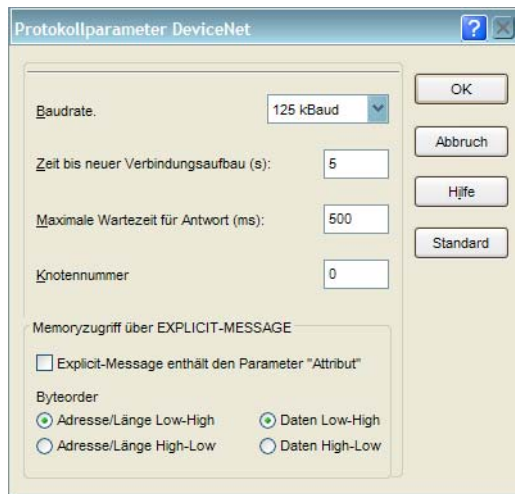 Protokollparameter DeviceNet
Baudrate.
125 kBaud
OK
Zeit bis neuer Verbindungsaufbau (s):
5
Abbruch
Maximale Wartezeit für Antwort (ms):
500
Hilfe
Knotennummer
0
Standard
Memoryzugriff über EXPLICIT-MESSAGE
Explicit-Message enthält den Parameter "Attribut"
Byteorder
Adresse/Länge Low-High
Daten Low-High
Adresse/Länge High-Low
Daten High-Low